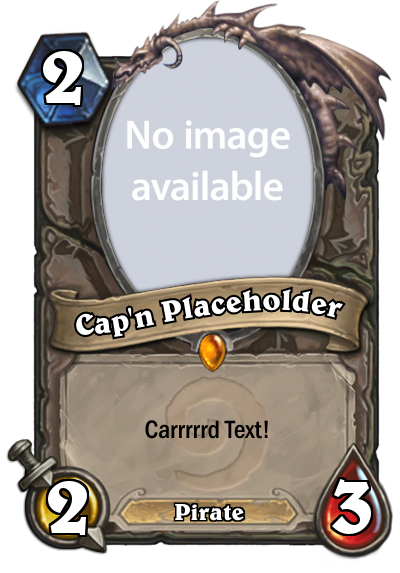 2
No image
available
Cap'n Placeholder
Carrrrrd Text!
2
Pirate
3